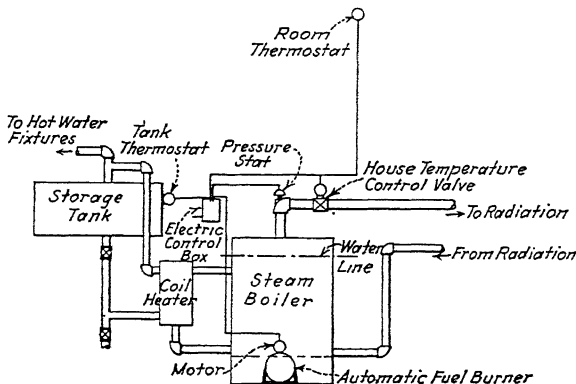 Room
Thermostat
To Hot Water
Fixtures
Tank
Thermostat
Pressure
Stat
House Temperature
Control Valve
Storage
Tank
To Radiation
Electric
Control
Box
Water
Line
From Radiation
Coil
Heater
Steam
Boiler
Motor
Automatic Fuel Burner